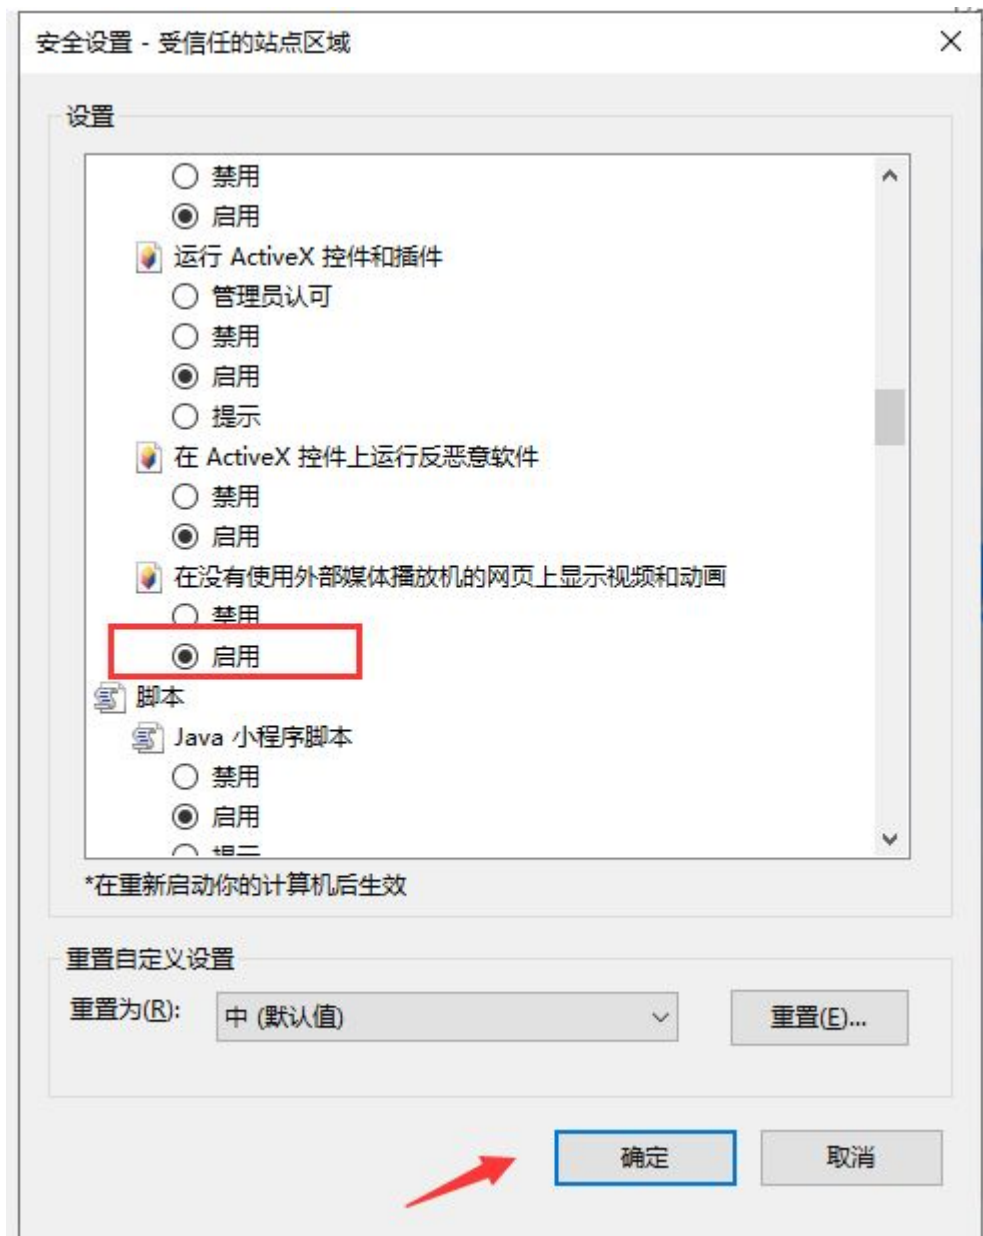 安全设置 - 受信任的站点区域
设置
禁用
启用
运行 ActiveX 控件和插件
管理员认可
禁用
启用
提示
在 ActiveX 控件上运行反恶意软件
禁用
启用
在没有使用外部媒体播放机的网页上显示视频和动画
禁用
启用
脚本
Java 小程序脚本
禁用
启用
提示
*在重新启动你的计算机后生效
重置自定义设置
重置为(R):
中 (默认值)
重置(E)...
确定
取消